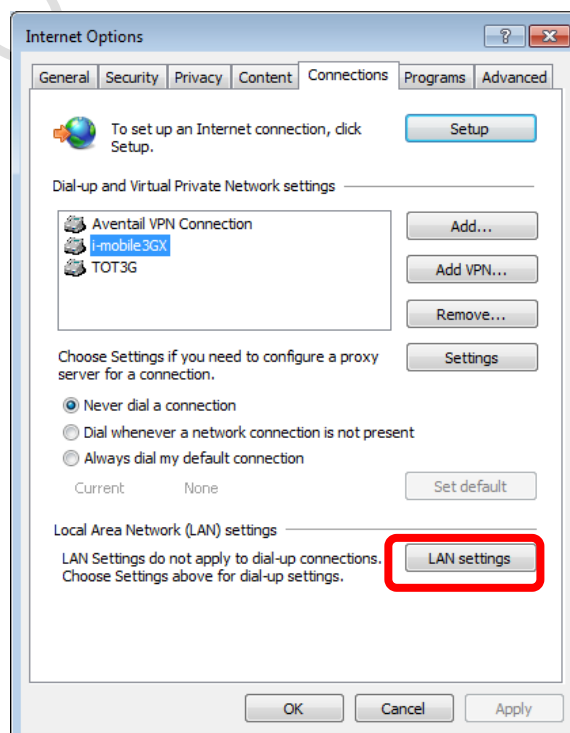 Internet Options
General Security Privacy Content Connections Programs Advanced
To set up an Internet connection, click
Setup.
Setup
Dial-up and Virtual Private Network settings
Aventail VPN Connection
i-mobile3GX
TOT3G
Add...
Add VPN...
Remove...
Choose Settings if you need to configure a proxy
server for a connection.
Settings
Never dial a connection
Dial whenever a network connection is not present
Always dial my default connection
Current None
Set default
Local Area Network (LAN) settings
LAN Settings do not apply to dial-up connections.
Choose Settings above for dial-up settings.
LAN settings
OK Cancel Apply